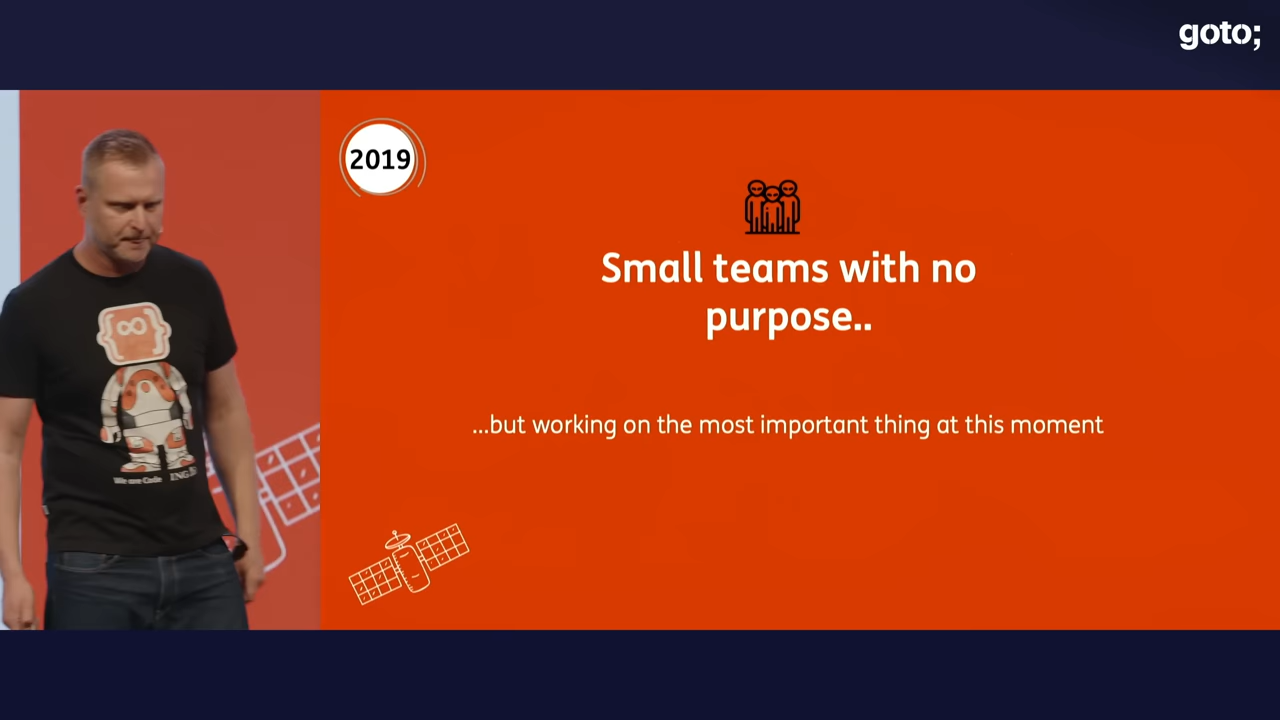 goto;
2019
Small teams with no
purpose..
...but working on the most important thing at this moment
We are Code ING